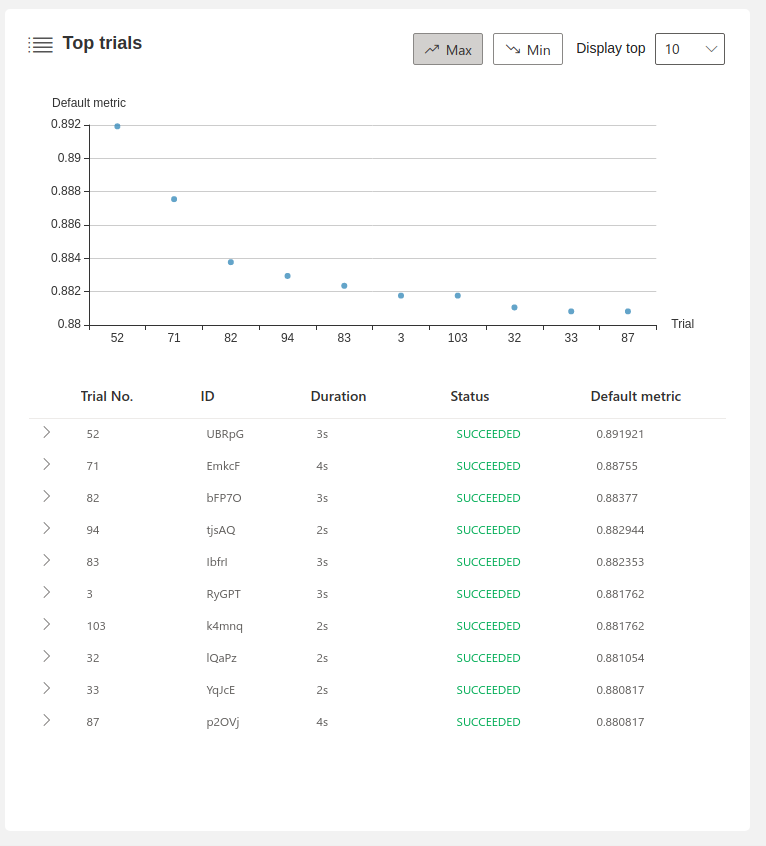 Top trials
Max
Min
Display top
10
Default metric
0.892
0.89
0.888
0.886
0.884
0.882
0.88
52 71 82 94 83 3 103 32 33 87
Trial
Trial No. ID Duration Status Default metric
52 UBRpG 3s SUCCEEDED 0.891921
71 EmkcF 4s SUCCEEDED 0.88755
82 bFP7O 3s SUCCEEDED 0.88377
94 tjsAQ 2s SUCCEEDED 0.882944
83 IbfrI 3s SUCCEEDED 0.882353
3 RyGPT 3s SUCCEEDED 0.881762
103 k4mnq 2s SUCCEEDED 0.881762
32 lQaPz 2s SUCCEEDED 0.881054
33 YqJcE 2s SUCCEEDED 0.880817
87 p2OVj 4s SUCCEEDED 0.880817